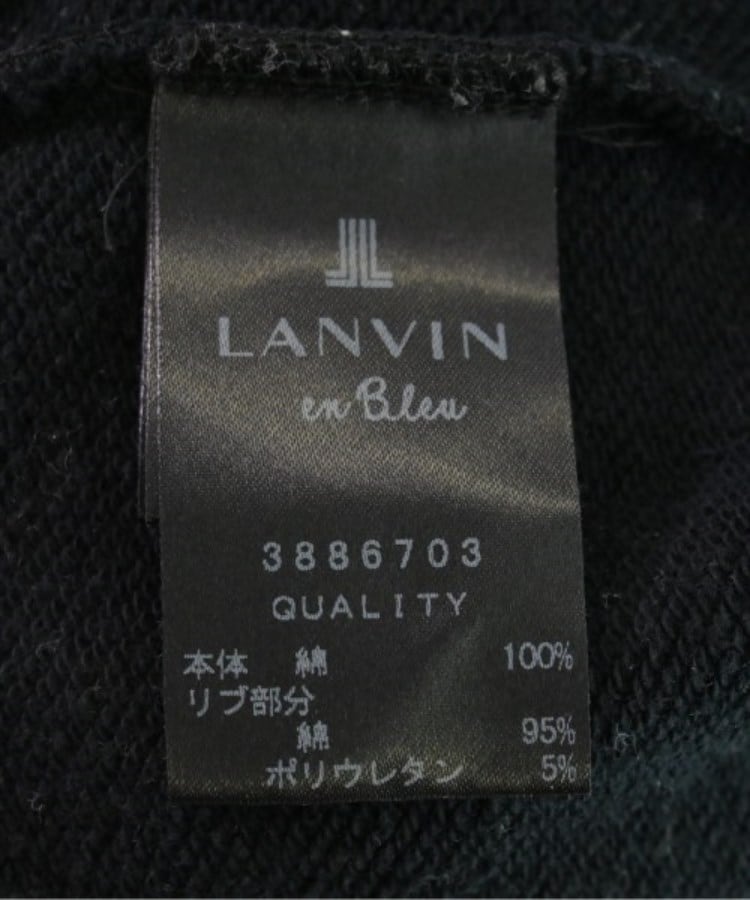 LANVIN
en Bleu
3886703
QUALITY
本体 綿 100%
リブ部分
綿 95%
ポリウレタン 5%